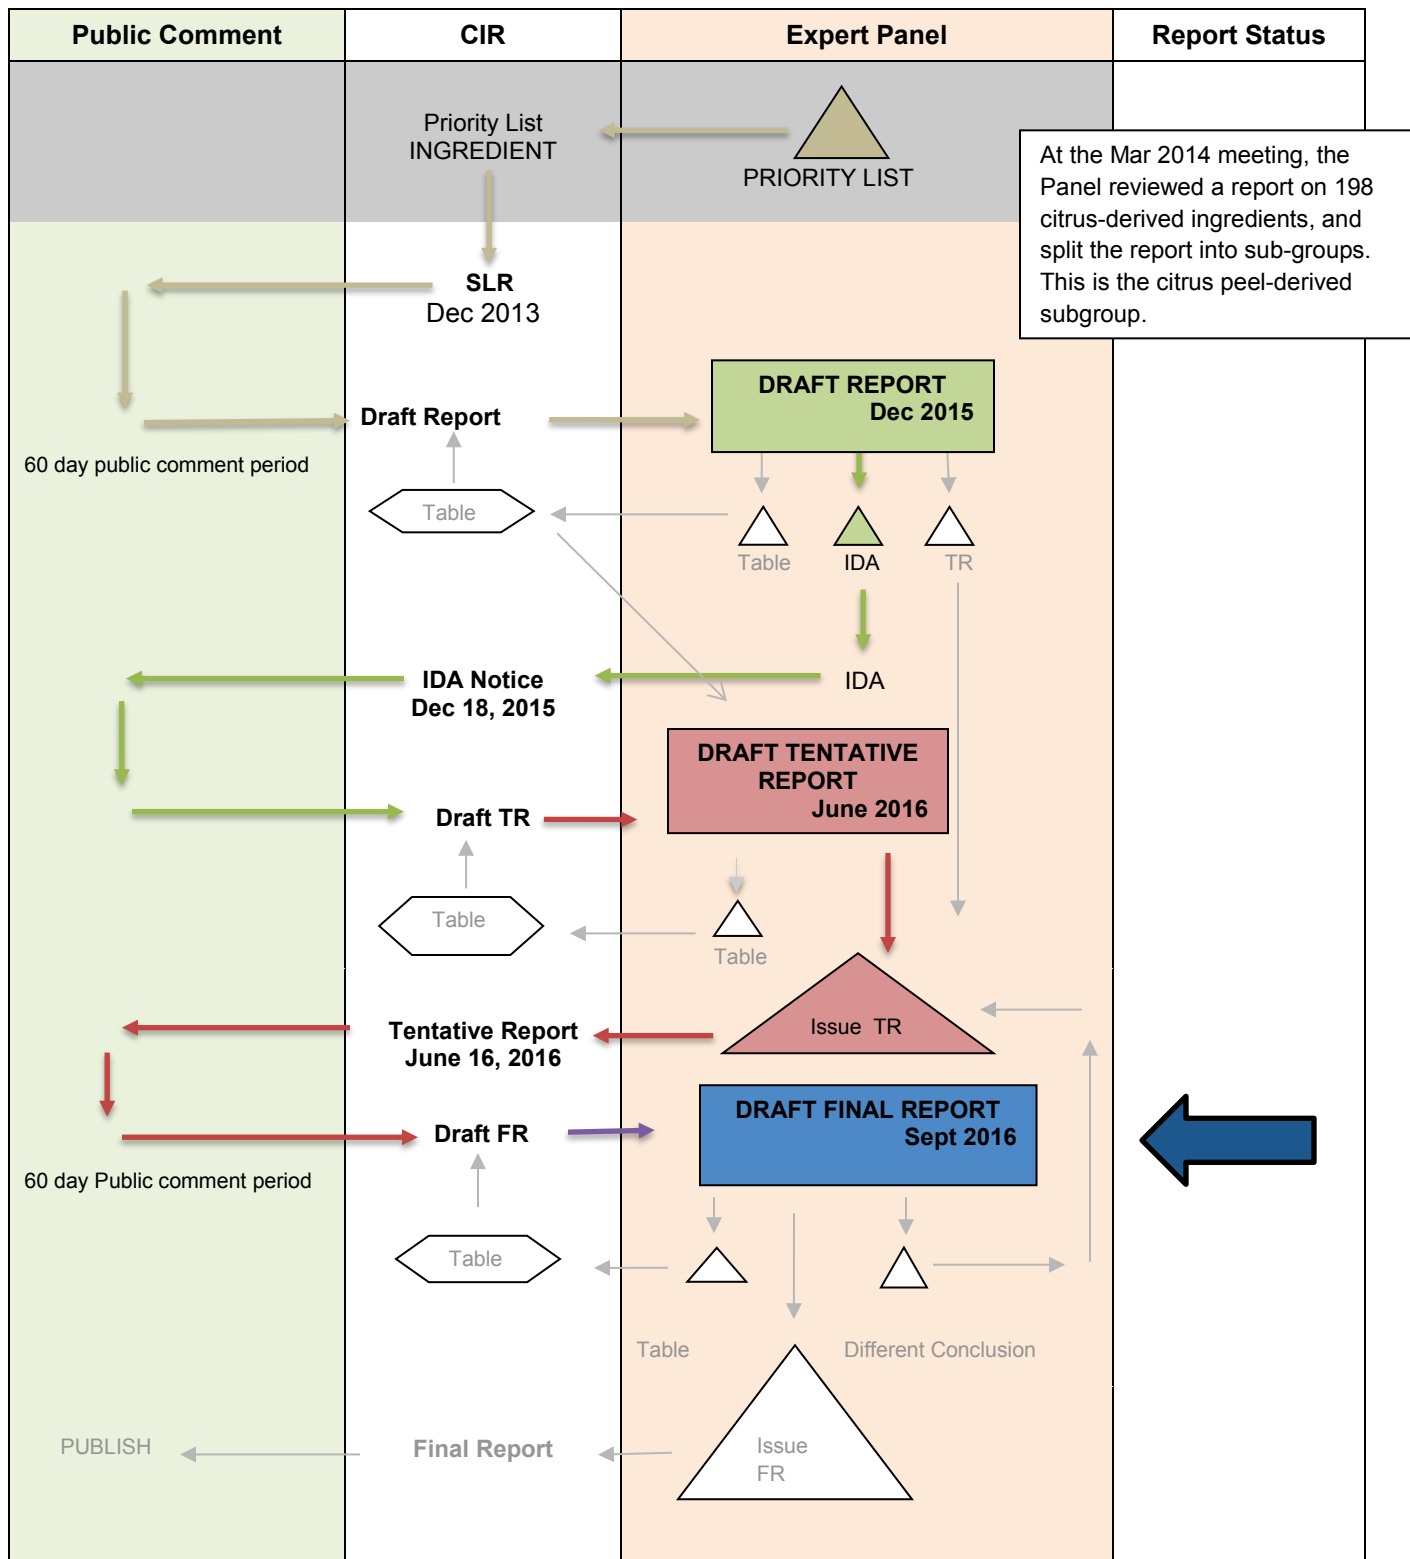 Public Comment
CIR
Expert Panel
Report Status
Priority List
INGREDIENT
PRIORITY LIST
At the Mar 2014 meeting, the
Panel reviewed a report on 198
citrus-derived ingredients, and
split the report into sub-groups.
This is the citrus peel-derived
subgroup.
SLR
Dec 2013
DRAFT REPORT
Dec 2015
Draft Report
60 day public comment period
Table
Table
IDA
TR
IDA Notice
Dec 18, 2015
IDA
DRAFT TENTATIVE
REPORT
June 2016
Draft TR
Table
Table
Tentative Report
June 16, 2016
Issue TR
DRAFT FINAL REPORT
Sept 2016
Draft FR
60 day Public comment period
Table
Table
Different Conclusion
PUBLISH
Final Report
Issue
FR